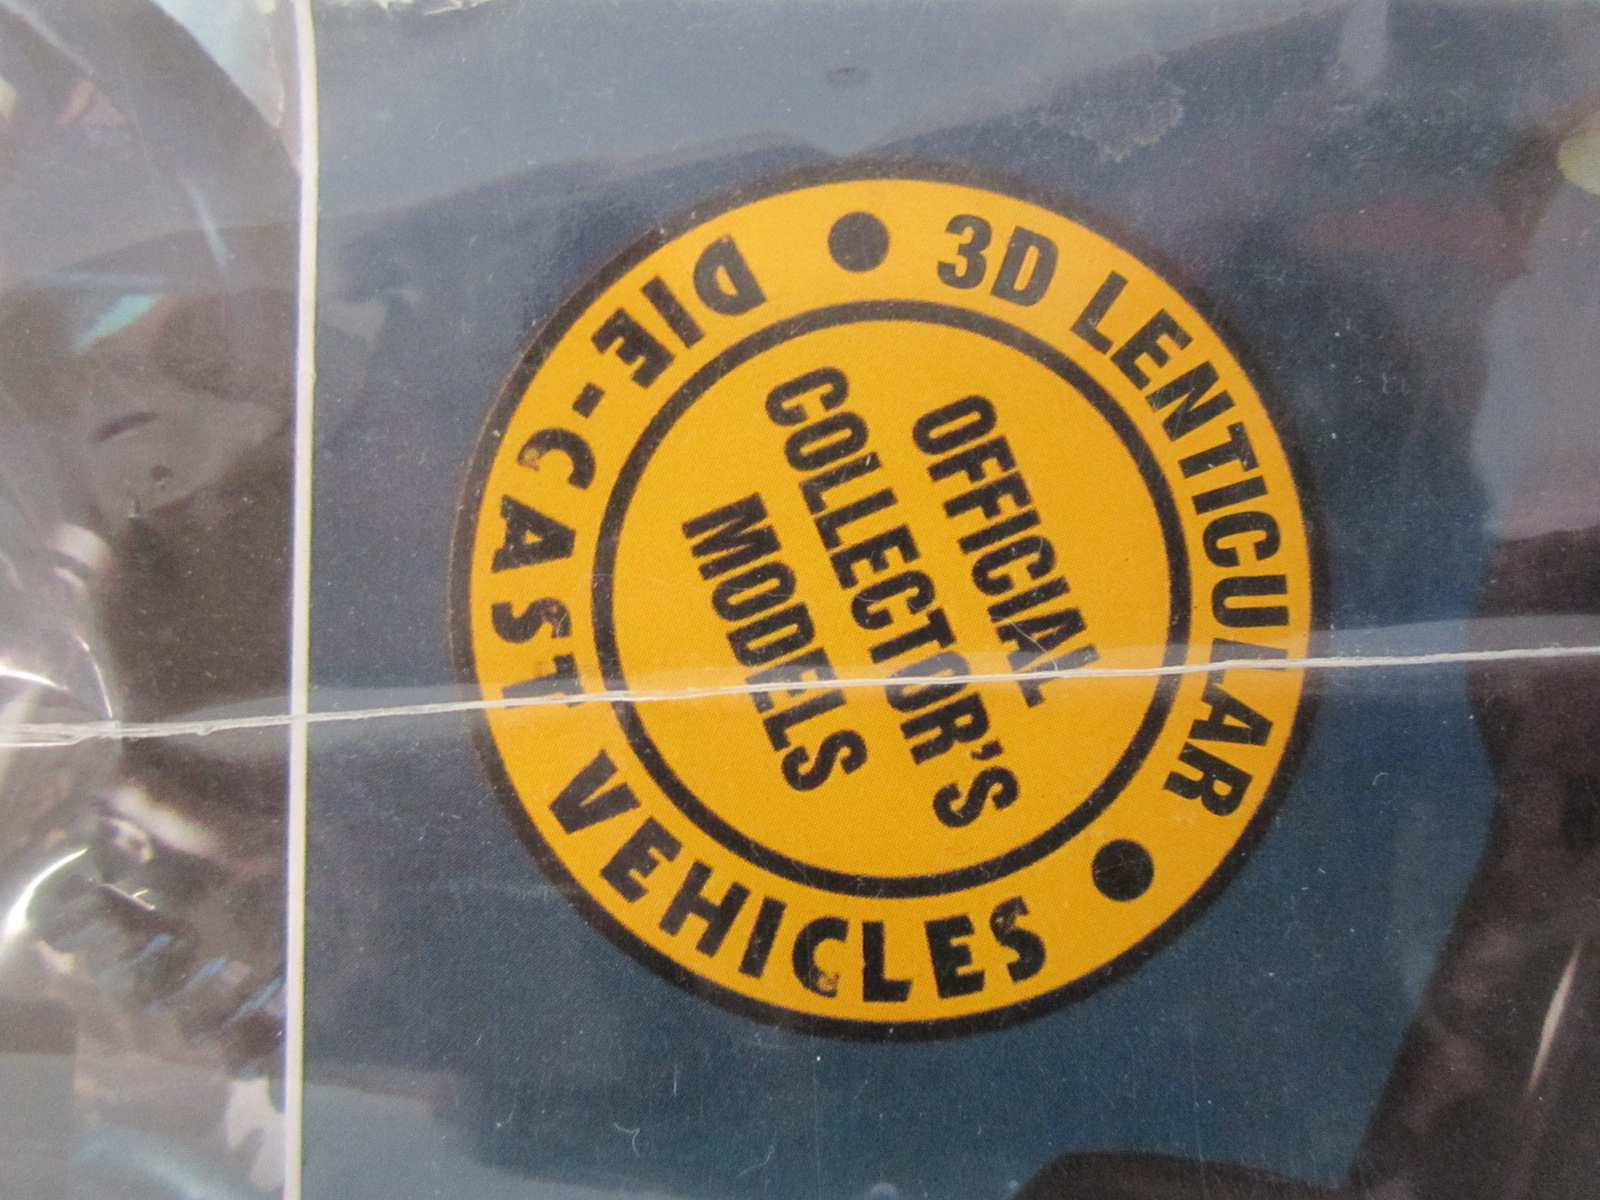 3D LENTICULAR
DIE-CAST VEHICLES
OFFICIAL
COLLECTOR'S
MODELS